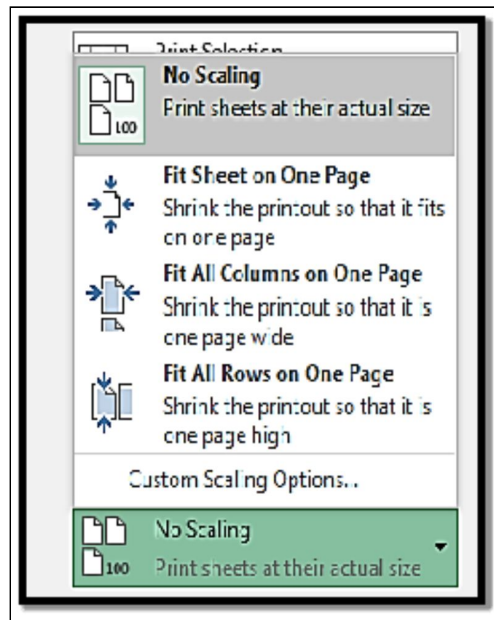 Print Selection
No Scaling
Print sheets at their actual size
100
Fit Sheet on One Page
Shrink the printout so that it fits
on one page
Fit All Columns on One Page
Shrink the printout so that it is
one page wide
Fit All Rows on One Page
Shrink the printout so that it is
one page high
Custom Scaling Options...
No Scaling
100
Print sheets at their actual size